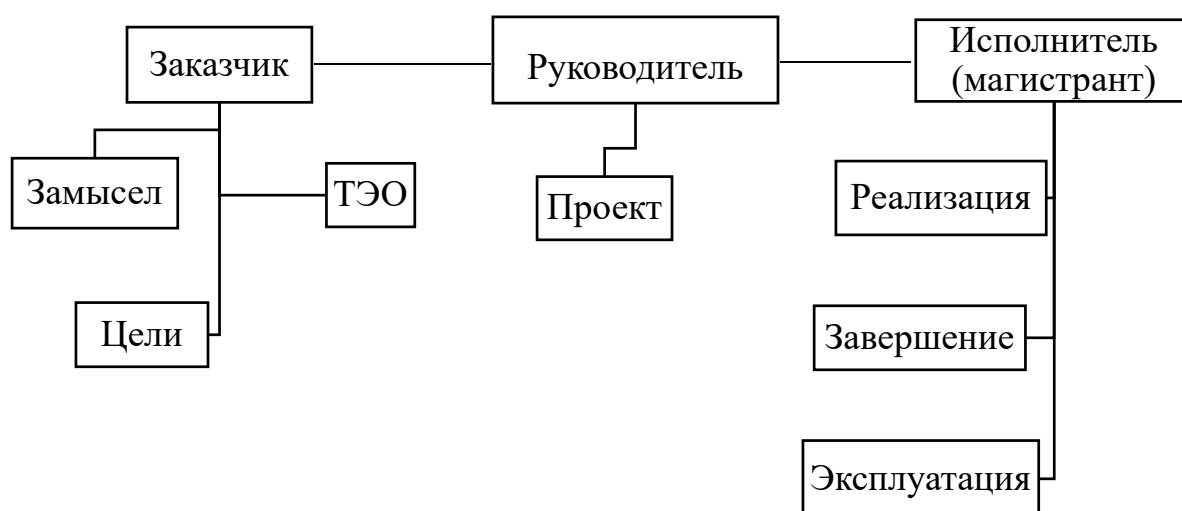 Заказчик
Руководитель
Исполнитель
(магистрант)
Замысел
ТЭО
Проект
Реализация
Цели
Завершение
Эксплуатация